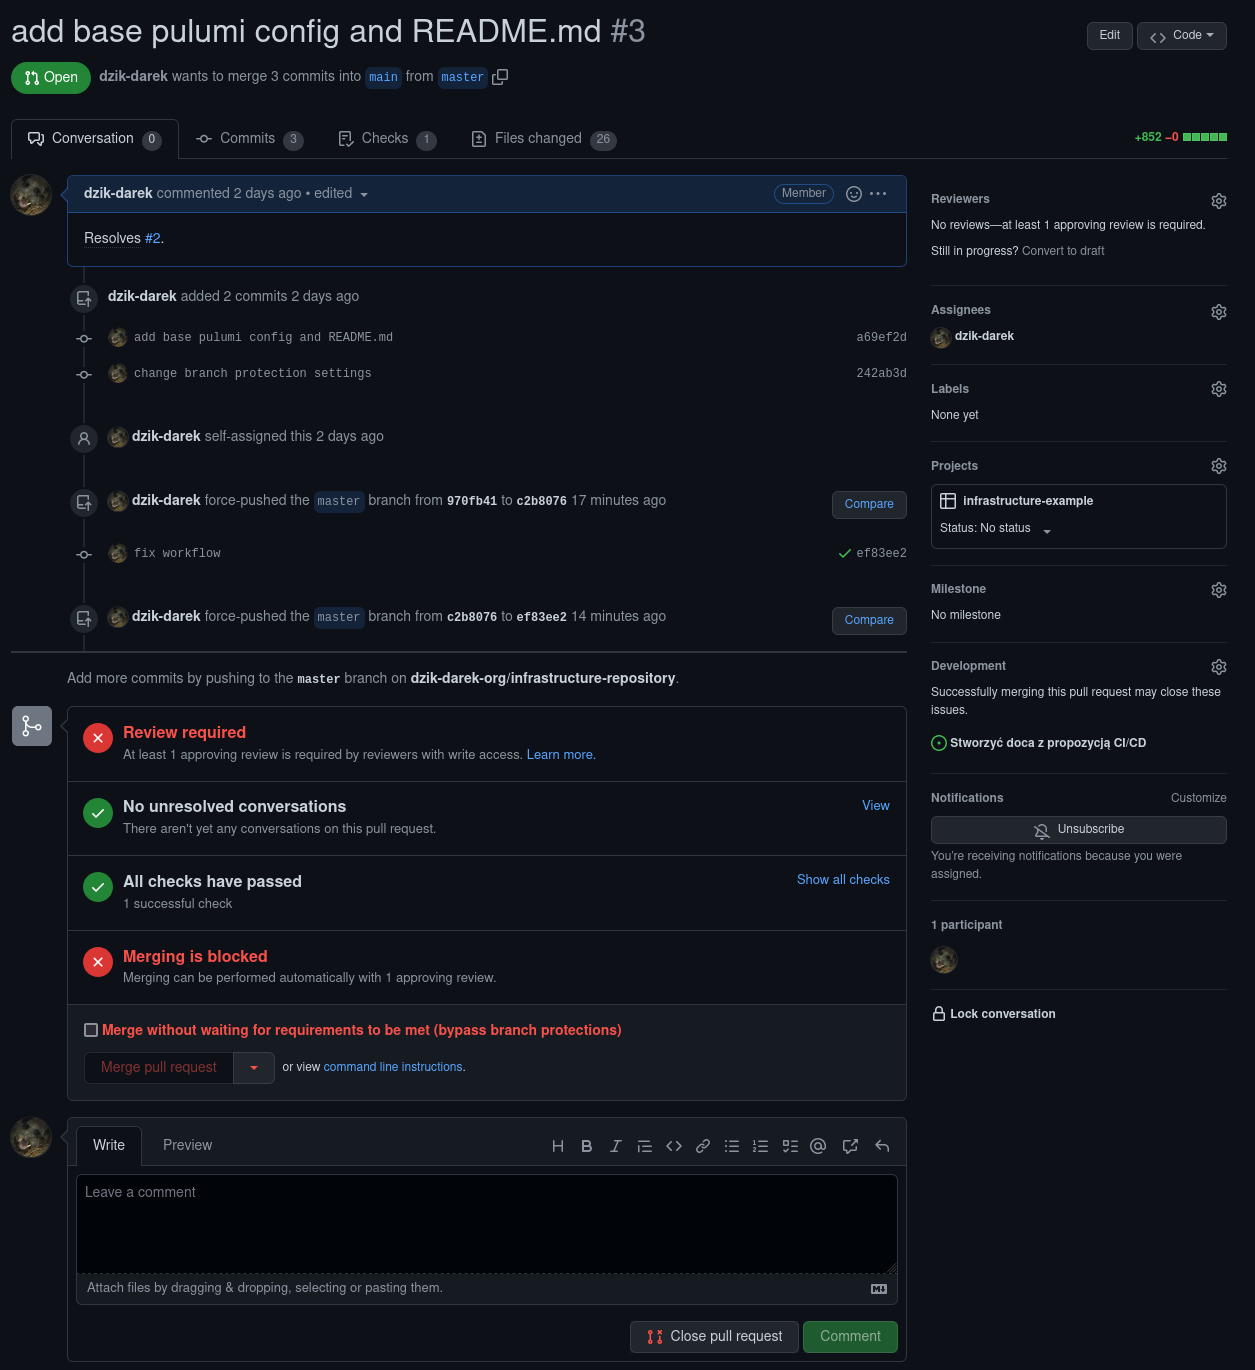 add base pulumi config and README.md #3
Edit
Code
Open
dzik-darek wants to merge 3 commits into main from master
Conversation 0
Commits 3
Checks 1
Files changed 26
+852 −0
dzik-darek commented 2 days ago • edited
Member
Resolves #2.
dzik-darek added 2 commits 2 days ago
add base pulumi config and README.md
a69ef2d
change branch protection settings
242ab3d
dzik-darek self-assigned this 2 days ago
dzik-darek force-pushed the master branch from 970fb41 to c2b8076 17 minutes ago
Compare
fix workflow
ef83ee2
dzik-darek force-pushed the master branch from c2b8076 to ef83ee2 14 minutes ago
Compare
Add more commits by pushing to the master branch on dzik-darek-org/infrastructure-repository.
Review required
At least 1 approving review is required by reviewers with write access. Learn more.
No unresolved conversations
View
There aren't yet any conversations on this pull request.
All checks have passed
Show all checks
1 successful check
Merging is blocked
Merging can be performed automatically with 1 approving review.
Merge without waiting for requirements to be met (bypass branch protections)
Merge pull request
or view command line instructions.
Write
Preview
Leave a comment
Attach files by dragging & dropping, selecting or pasting them.
Close pull request
Comment
Reviewers
No reviews—at least 1 approving review is required.
Still in progress? Convert to draft
Assignees
dzik-darek
Labels
None yet
Projects
infrastructure-example
Status: No status
Milestone
No milestone
Development
Successfully merging this pull request may close these
issues.
Stworzyć doca z propozycją CI/CD
Notifications
Customize
Unsubscribe
You're receiving notifications because you were
assigned.
1 participant
Lock conversation